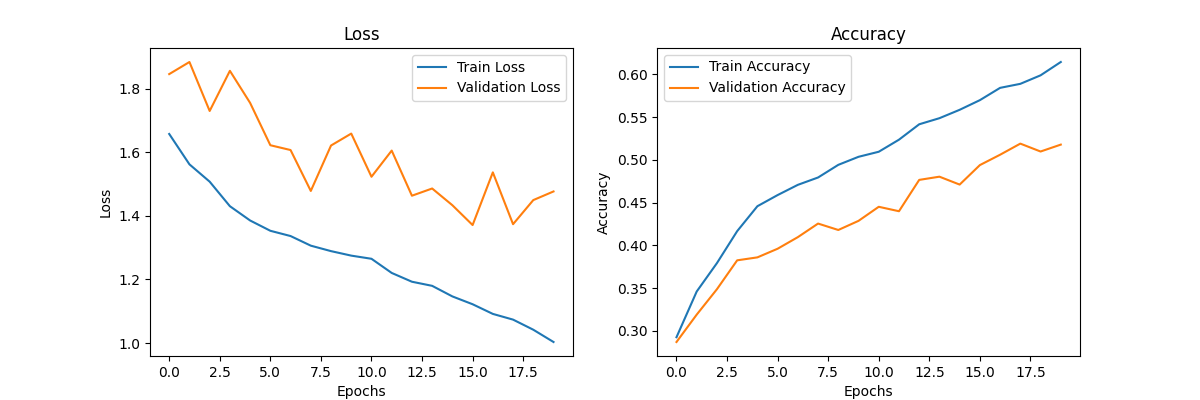 Loss
Train Loss
Validation Loss
1.8
1.6
1.4
1.2
1.0
Loss
0.0 2.5 5.0 7.5 10.0 12.5 15.0 17.5
Epochs
Accuracy
Train Accuracy
Validation Accuracy
0.60
0.55
0.50
0.45
0.40
0.35
0.30
Accuracy
0.0 2.5 5.0 7.5 10.0 12.5 15.0 17.5
Epochs